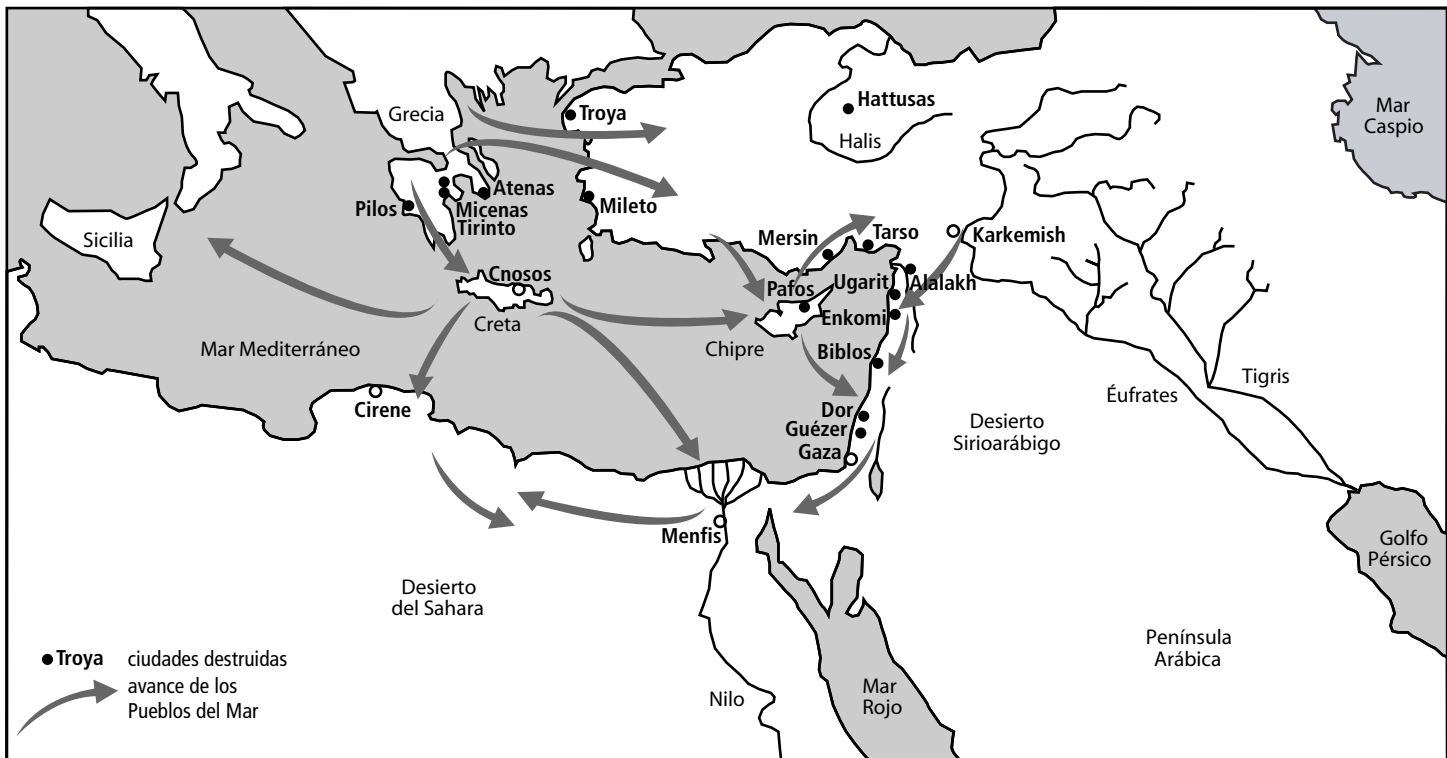 Grecia
Troya
Hattusas
Halis
Mar
Caspio
Atenas
Pilos
Micenas
Tirinto
Mileto
Sicilia
Mersin
Tarso
Karkemish
Cnosos
Pafos
Ugarit
Alalakh
Creta
Enkomi
Mar Mediterráneo
Chipre
Biblos
Tigris
Éufrates
Cirene
Dor
Guézer
Gaza
Desierto
Sirioarábigo
Menfis
Golfo
Pérsico
Desierto
del Sahara
Península
Arábica
Troya ciudades destruidas
avance de los
Pueblos del Mar
Nilo
Mar
Rojo